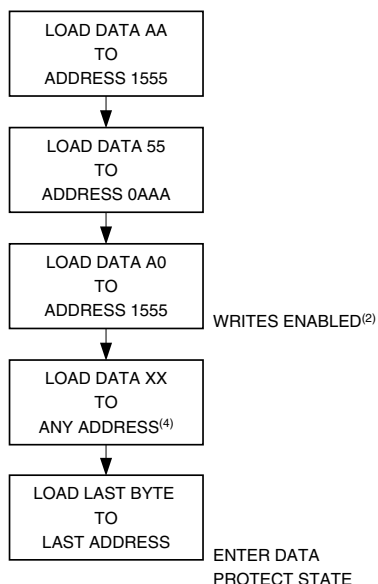 LOAD DATA AA
TO
ADDRESS 1555
LOAD DATA 55
TO
ADDRESS 0AAA
LOAD DATA A0
TO
ADDRESS 1555
WRITES ENABLED(2)
LOAD DATA XX
TO
ANY ADDRESS(4)
LOAD LAST BYTE
TO
LAST ADDRESS
ENTER DATA
PROTECT STATE